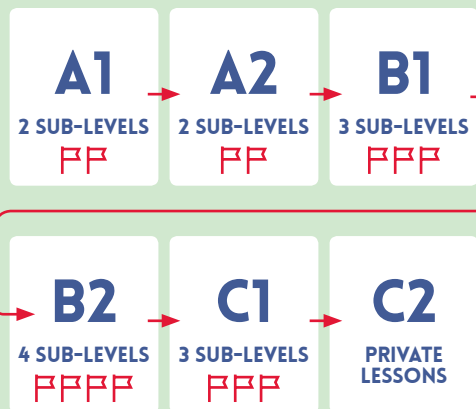 A1
2 SUB-LEVELS
A2
2 SUB-LEVELS
B1
3 SUB-LEVELS
B2
4 SUB-LEVELS
C1
3 SUB-LEVELS
C2
PRIVATE
LESSONS